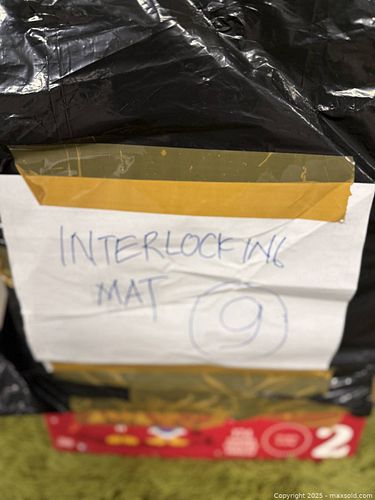 INTERLOCKING
MAT
9
2
Copyright 2025 - maxsold.com